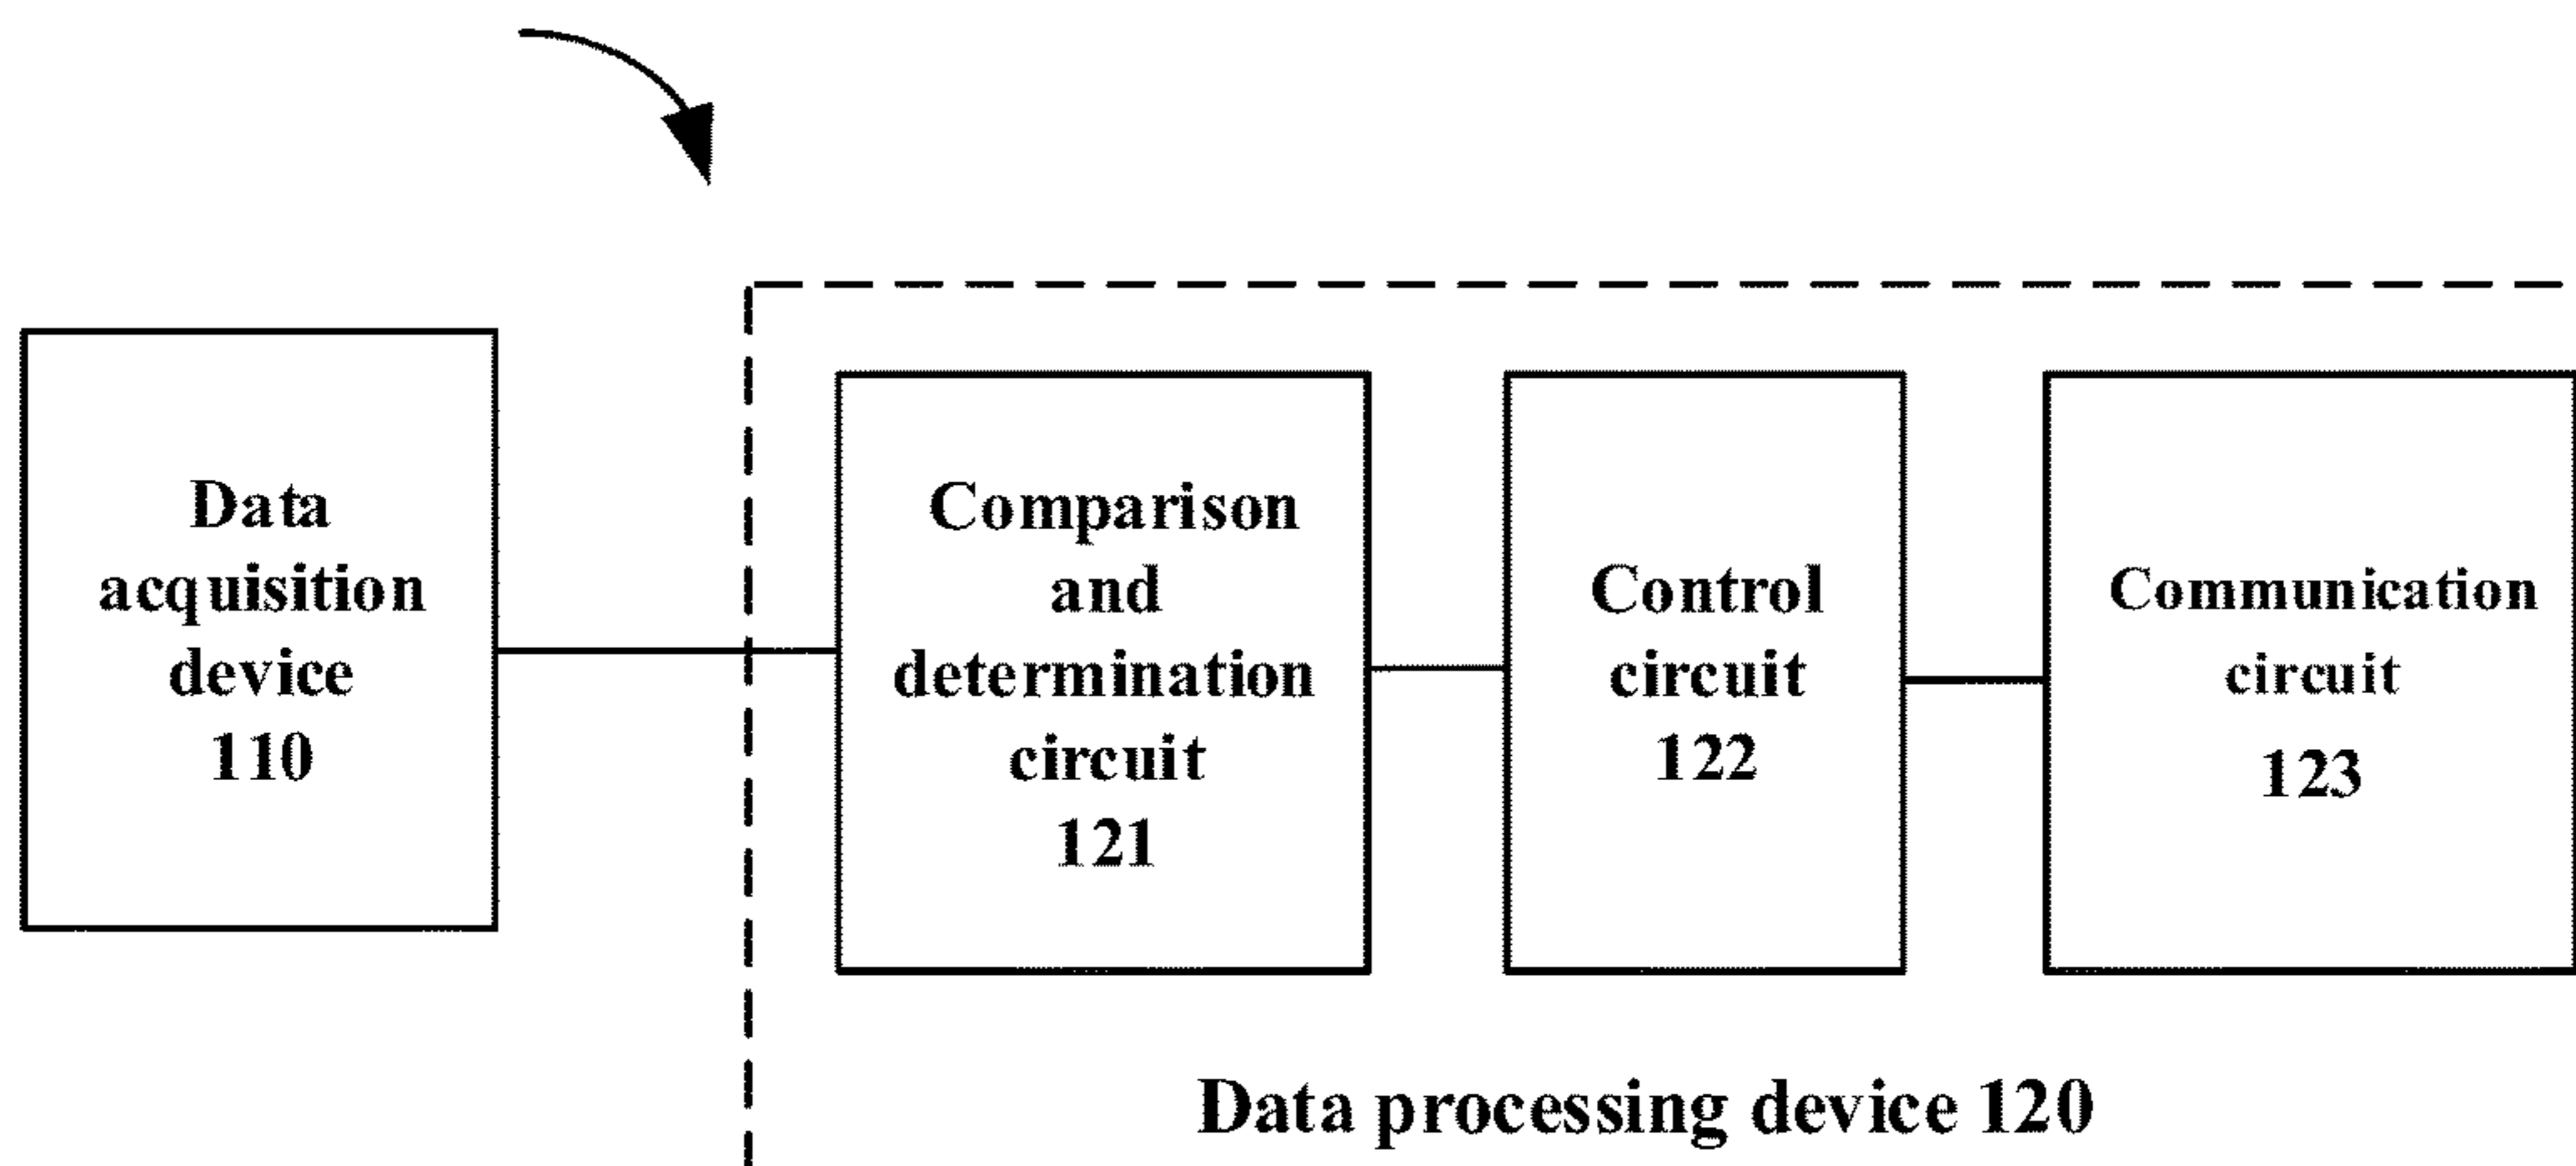 Data
acquisition
device
110
Comparison
and
determination
circuit
121
Control
circuit
122
Communication
circuit
123
Data processing device 120